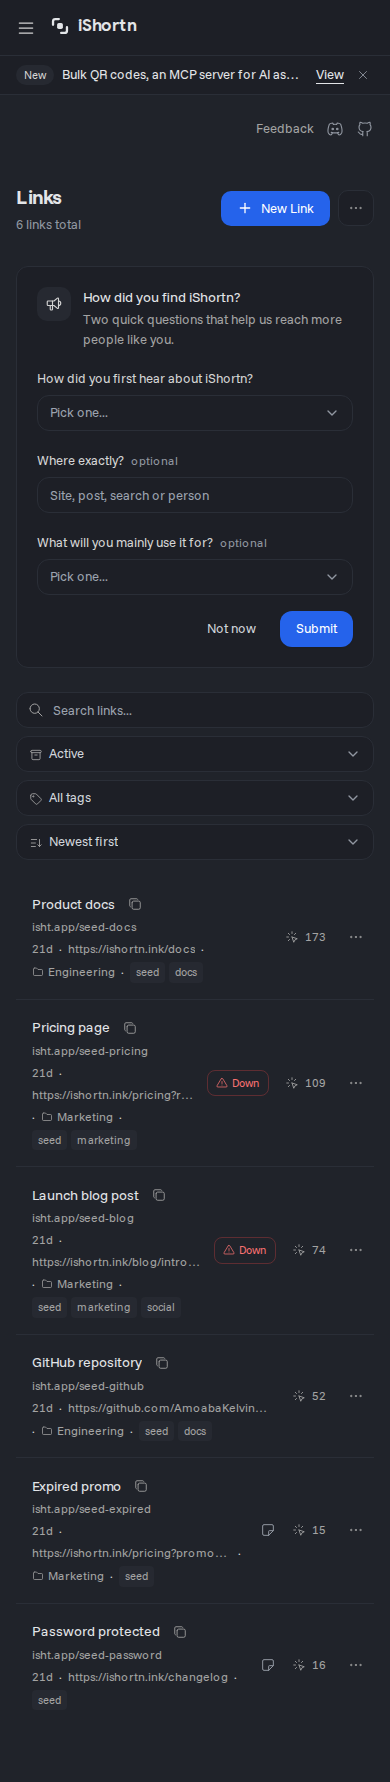 iShortn
New Bulk QR codes, an MCP server for AI as... View
Feedback
Links
6 links total
New Link
How did you find iShortn?
Two quick questions that help us reach more
people like you.
How did you first hear about iShortn?
Pick one...
Where exactly? optional
Site, post, search or person
What will you mainly use it for? optional
Pick one...
Not now
Submit
Search links...
Active
All tags
Newest first
Product docs
isht.app/seed-docs
21d · https://ishortn.ink/docs ·
Engineering · seed docs
173
Pricing page
isht.app/seed-pricing
21d ·
https://ishortn.ink/pricing?r...
· Marketing ·
seed marketing
Down
109
Launch blog post
isht.app/seed-blog
21d ·
https://ishortn.ink/blog/intro...
· Marketing ·
seed marketing social
Down
74
GitHub repository
isht.app/seed-github
21d · https://github.com/AmoabaKelvin...
· Engineering · seed docs
52
Expired promo
isht.app/seed-expired
21d ·
https://ishortn.ink/pricing?promo... ·
Marketing · seed
15
Password protected
isht.app/seed-password
21d · https://ishortn.ink/changelog ·
seed
16